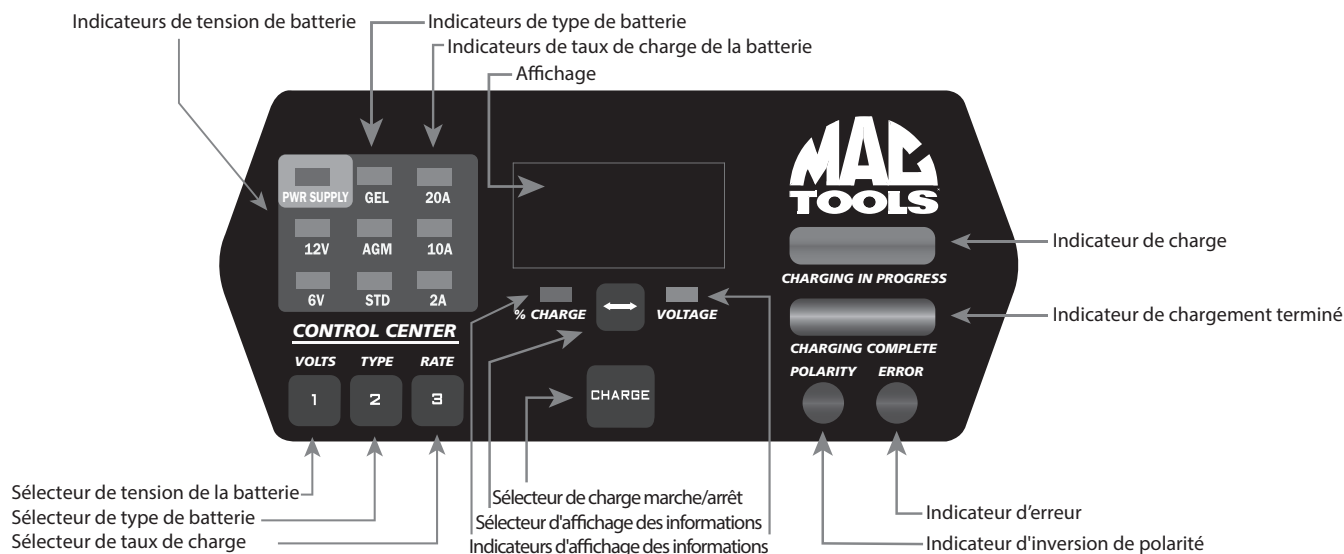 Indicateurs de tension de batterie
Indicateurs de type de batterie
Indicateurs de taux de charge de la batterie
Affichage
MAC
TOOLS
PWR SUPPLY GEL 20A
12V AGM 10A
6V STD 2A
CONTROL CENTER
VOLTS TYPE RATE
1 2 3
% CHARGE VOLTAGE
CHARGE
CHARGING IN PROGRESS
CHARGING COMPLETE
POLARITY ERROR
Indicateur de charge
Indicateur de chargement terminé
Sélecteur de tension de la batterie
Sélecteur de type de batterie
Sélecteur de taux de charge
Sélecteur de charge marche/arrêt
Sélecteur d'affichage des informations
Indicateurs d'affichage des informations
Indicateur d’erreur
Indicateur d'inversion de polarité